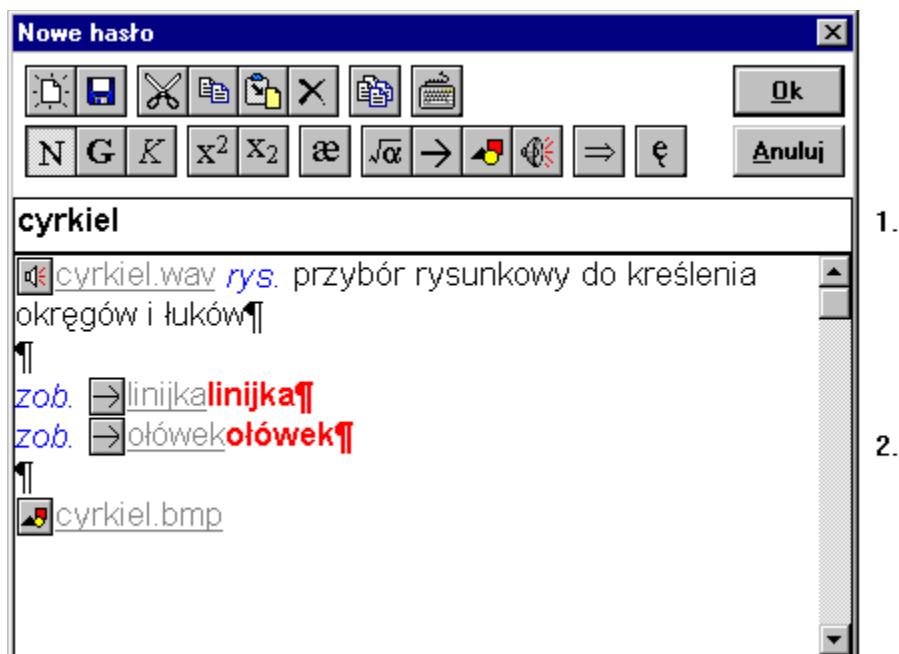 Nowe hasło
Ok
N G K x² x₂ æ √α → ⇒ ę Anuluj
cyrkiel 1.
cyrkiel.wav rys. przybór rysunkowy do kreślenia
okręgów i łuków¶
¶
zob. →linijkalinijka¶
zob. →ołówekołówek¶
2.
¶
cyrkiel.bmp